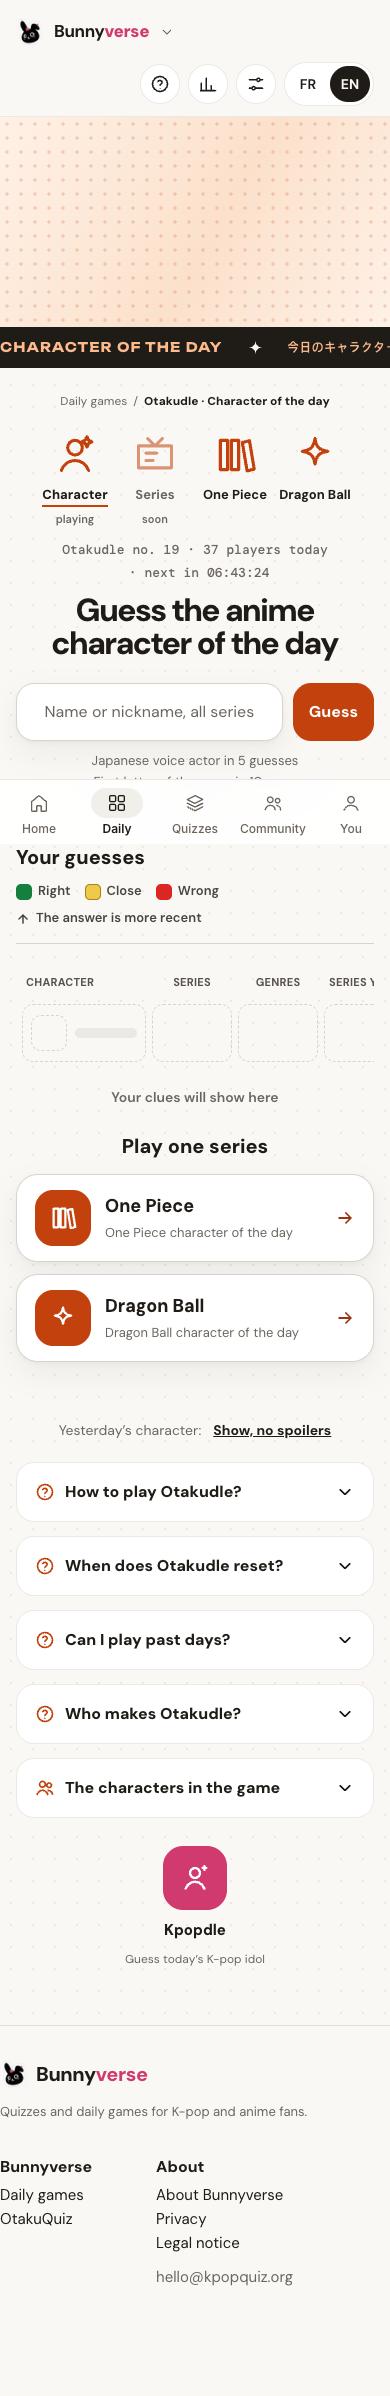 Bunnyverse
FR EN
CHARACTER OF THE DAY ✦ 今日のキャラクター
Daily games / Otakudle · Character of the day
Character Series One Piece Dragon Ball
playing soon
Otakudle no. 19 · 37 players today
· next in 06:43:24
Guess the anime
character of the day
Name or nickname, all series Guess
Japanese voice actor in 5 guesses
Home Daily Quizzes Community You
Your guesses
Right Close Wrong
↑ The answer is more recent
CHARACTER SERIES GENRES SERIES Y
Your clues will show here
Play one series
One Piece
One Piece character of the day
Dragon Ball
Dragon Ball character of the day
Yesterday's character: Show, no spoilers
How to play Otakudle?
When does Otakudle reset?
Can I play past days?
Who makes Otakudle?
The characters in the game
Kpopdle
Guess today's K-pop idol
Bunnyverse
Quizzes and daily games for K-pop and anime fans.
Bunnyverse About
Daily games About Bunnyverse
OtakuQuiz Privacy
Legal notice
hello@kpopquiz.org